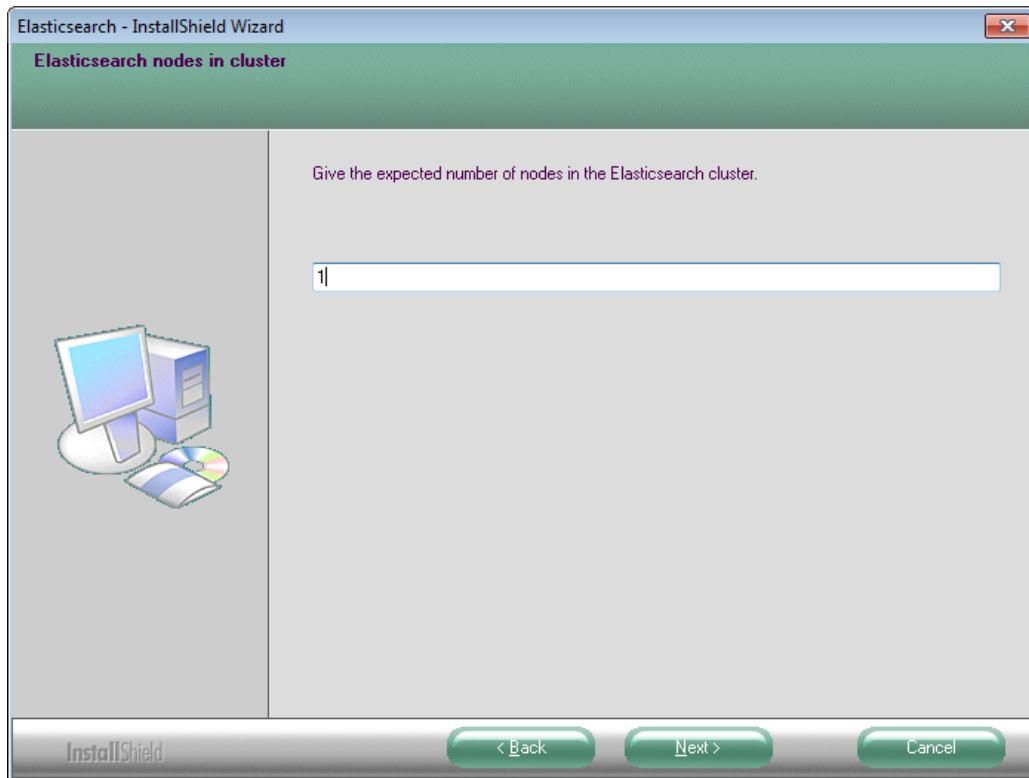 Elasticsearch - InstallShield Wizard
Elasticsearch nodes in cluster
Give the expected number of nodes in the Elasticsearch cluster.
1
InstallShield
< Back
Next >
Cancel